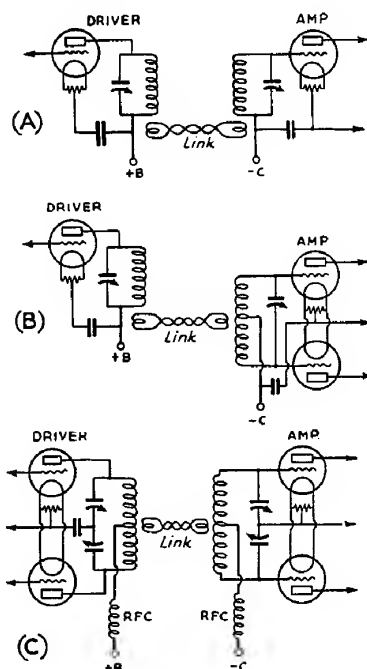 DRIVER AMP
(A)
Link
+B -C
DRIVER AMP
(B)
Link
+B
-C
DRIVER AMP.
(C)
Link
RFC RFC
+B -C